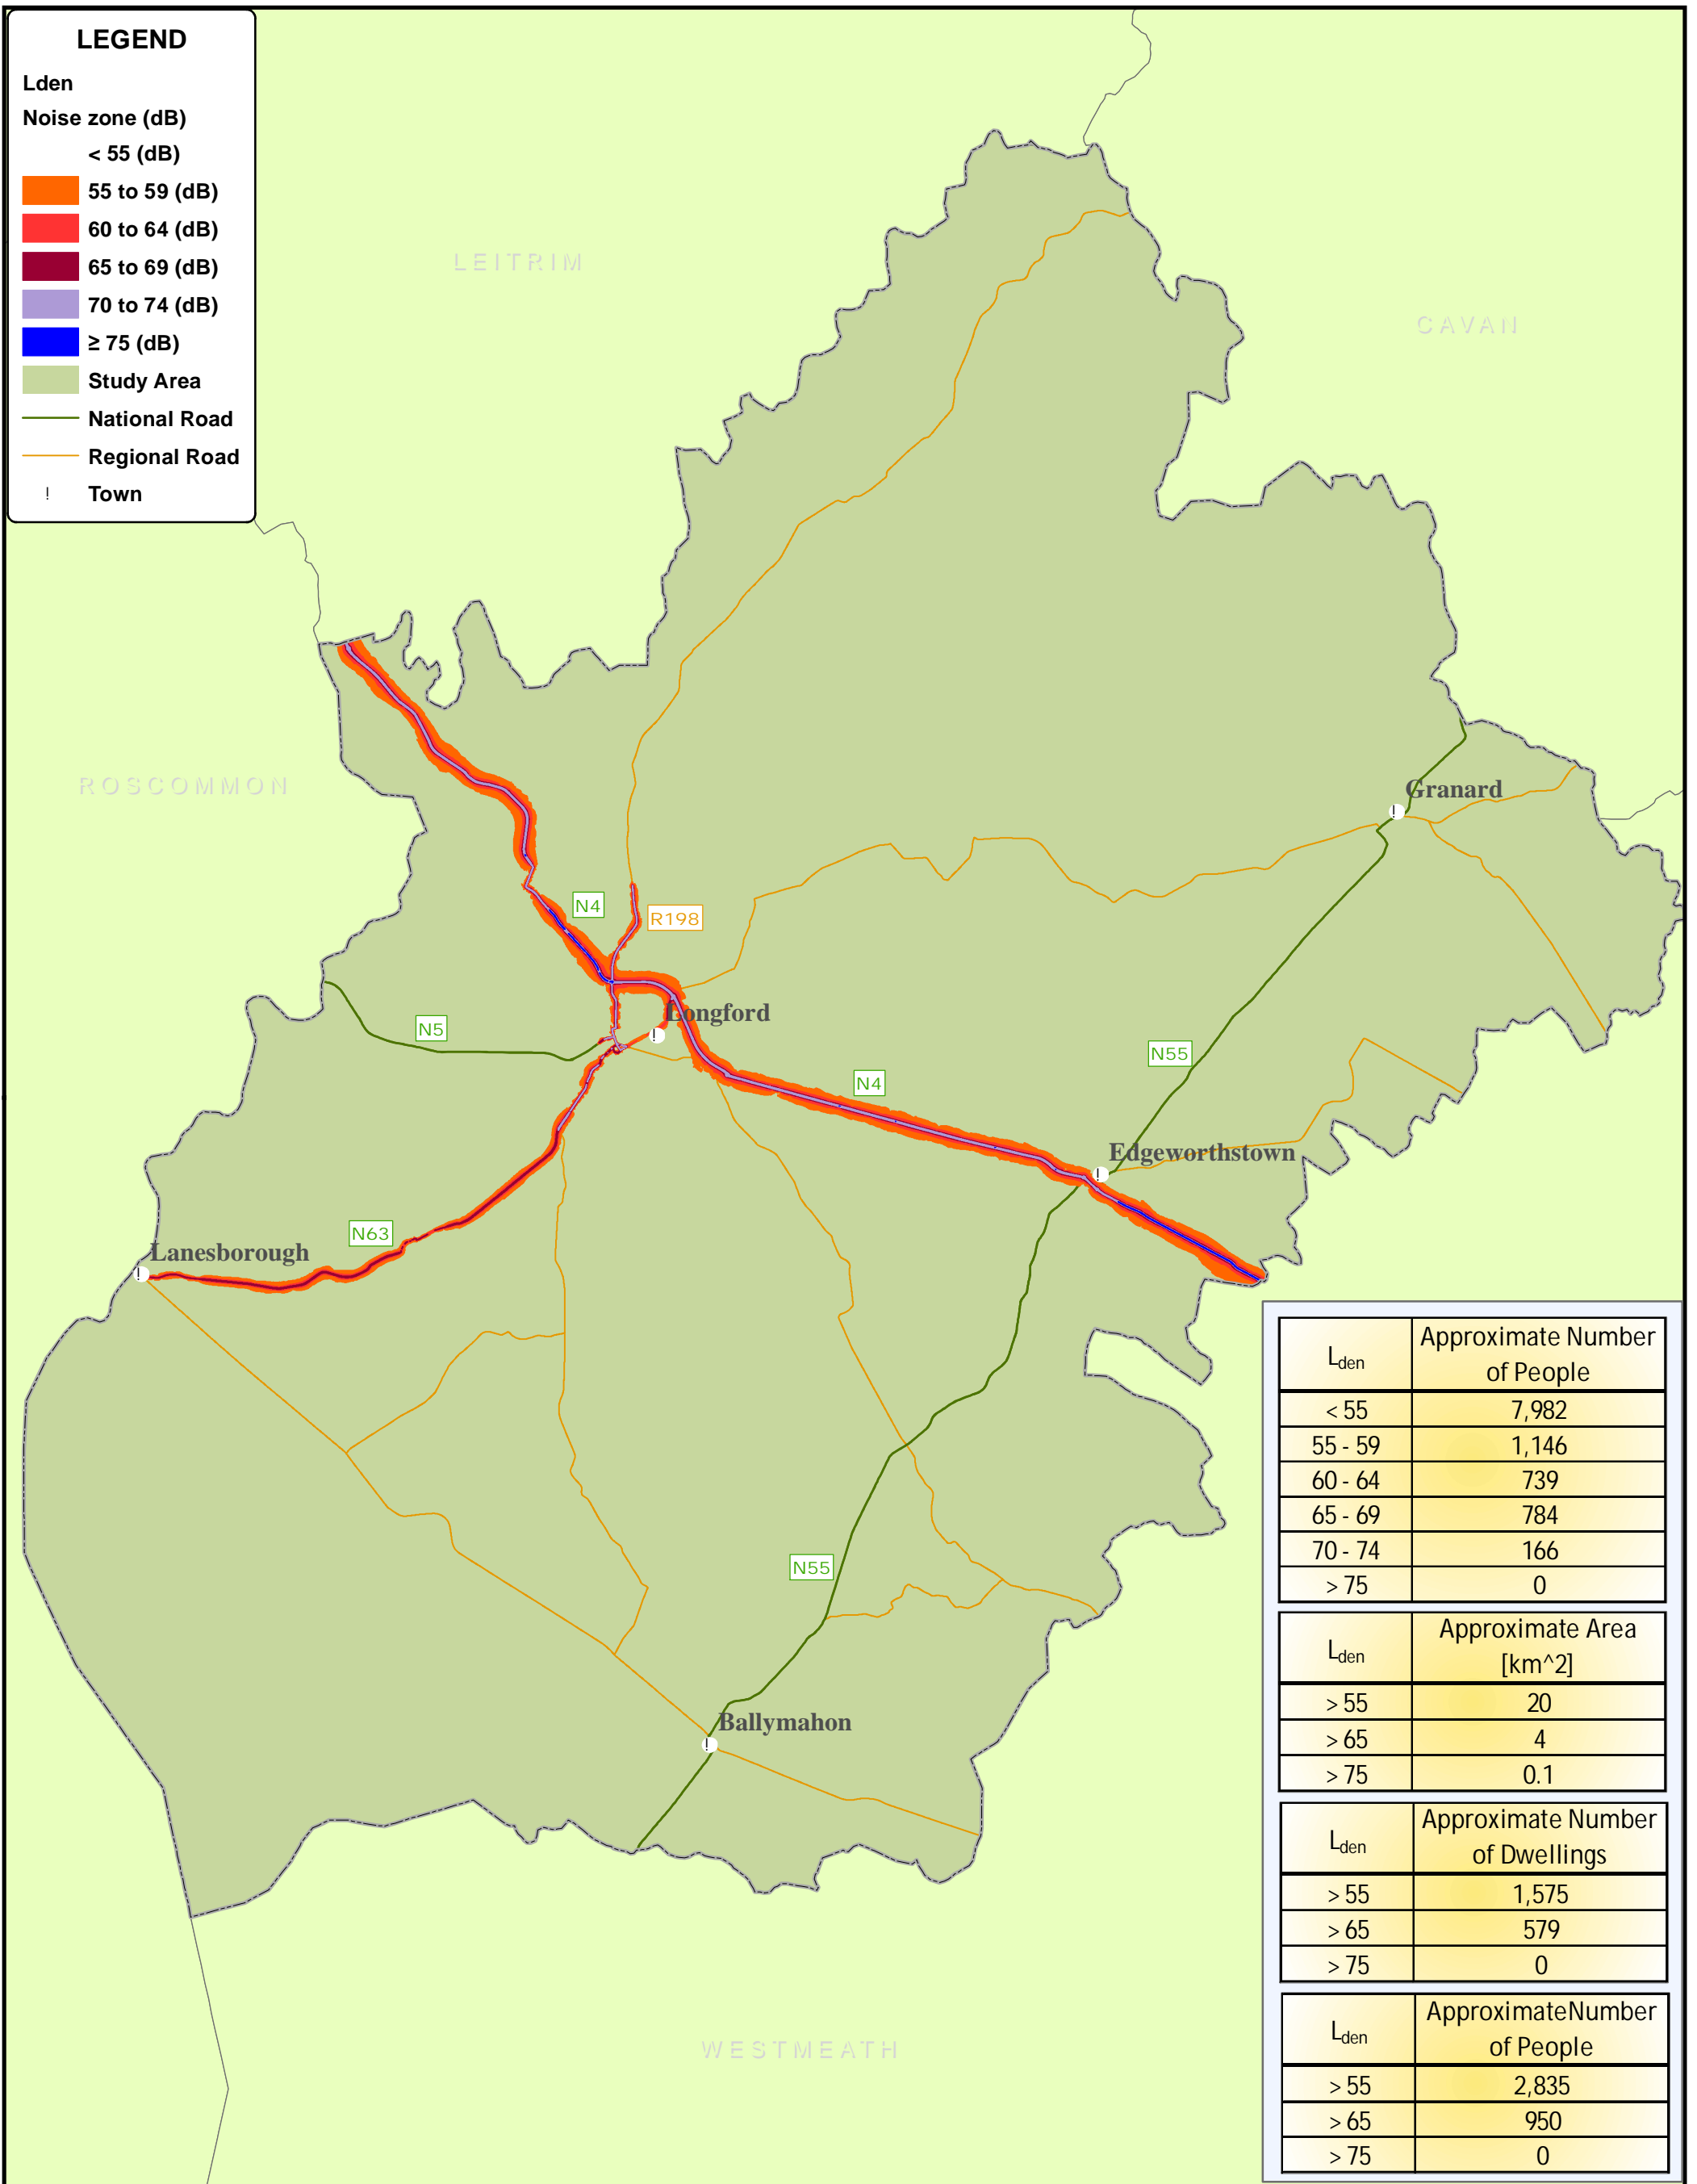 LEGEND
Lden
Noise zone (dB)
< 55 (dB)
55 to 59 (dB)
60 to 64 (dB)
65 to 69 (dB)
70 to 74 (dB)
≥ 75 (dB)
Study Area
National Road
Regional Road
! Town
LEITRIM
CAVAN
ROSCOMMON
! Granard
N4
R198
! Longford
N5
N55
N4
! Edgeworthstown
N63
! Lanesborough
N55
! Ballymahon
WESTMEATH
Lden Approximate Number
of People
< 55 7,982
55 - 59 1,146
60 - 64 739
65 - 69 784
70 - 74 166
> 75 0
Lden Approximate Area
[km^2]
> 55 20
> 65 4
> 75 0.1
Lden Approximate Number
of Dwellings
> 55 1,575
> 65 579
> 75 0
Lden ApproximateNumber
of People
> 55 2,835
> 65 950
> 75 0